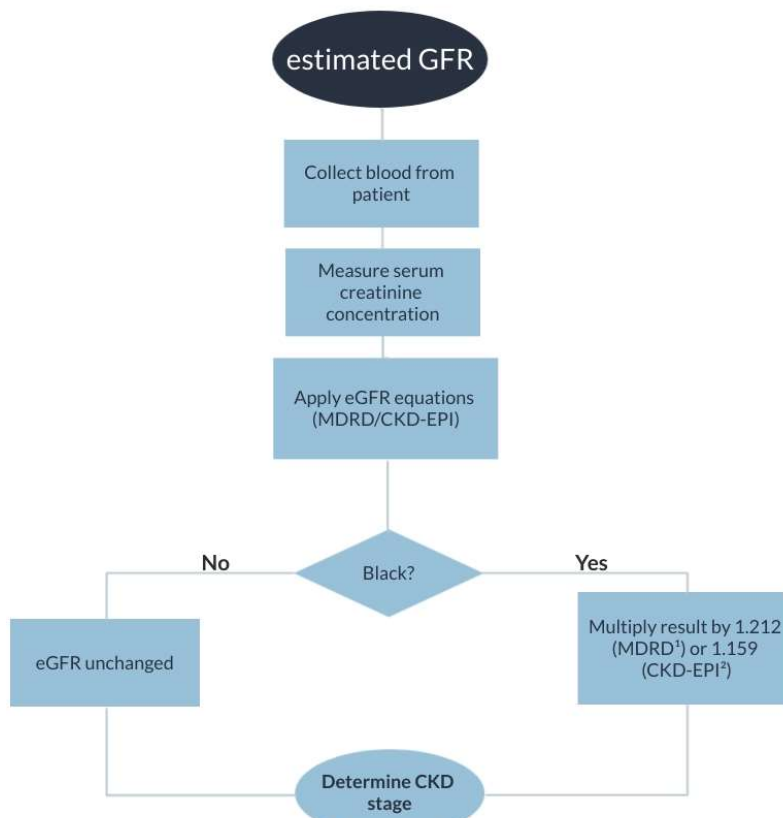 estimated GFR
Collect blood from
patient
Measure serum
creatinine
concentration
Apply eGFR equations
(MDRD/CKD-EPI)
No
Black?
Yes
eGFR unchanged
Multiply result by 1.212
(MDRD¹) or 1.159
(CKD-EPI²)
Determine CKD
stage